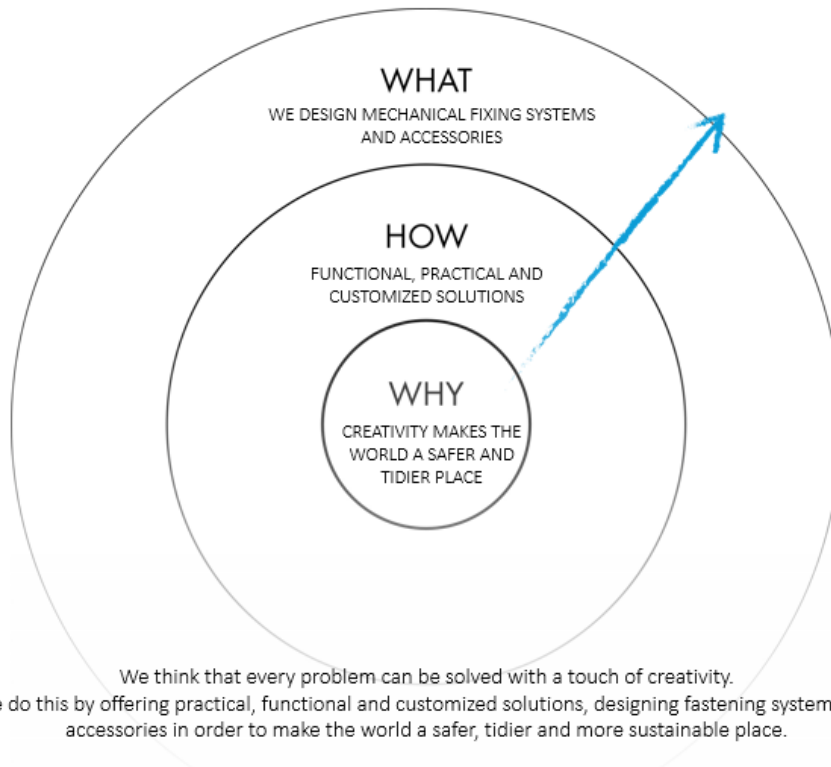 WHAT
WE DESIGN MECHANICAL FIXING SYSTEMS
AND ACCESSORIES
HOW
FUNCTIONAL, PRACTICAL AND
CUSTOMIZED SOLUTIONS
WHY
CREATIVITY MAKES THE
WORLD A SAFER AND
TIDIER PLACE
We think that every problem can be solved with a touch of creativity.
do this by offering practical, functional and customized solutions, designing fastening system
accessories in order to make the world a safer, tidier and more sustainable place.